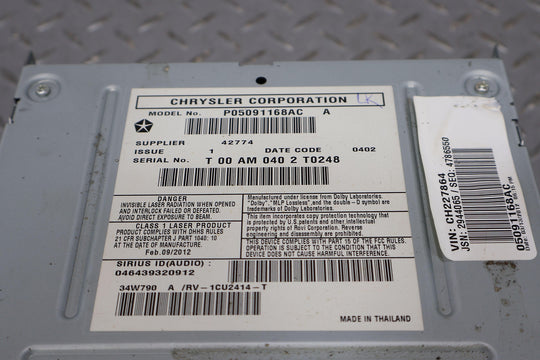 CHRYSLER CORPORATION LK
MODEL No. P05091168AC A
SUPPLIER 42774
ISSUE 1 DATE CODE 0402
SERIAL No. T 00 AM 040 2 T0248
DANGER
INVISIBLE LASER RADIATION WHEN OPENED
AND INTERLOCK FAILED OR DEFEATED.
AVOID DIRECT EXPOSURE TO BEAM.
CLASS 1 LASER PRODUCT
PRODUCT COMPLIES WITH DHHS RULES
21 CFR SUBCHAPTER J PART 1040: 10
AT THE DATE OF MANUFACTURE.
Feb.09/2012
Manufactured under license from Dolby Laboratories.
"Dolby", "MLP Lossless", and the double-D symbol are
trademarks of Dolby Laboratories.
This item incorporates copy protection technology that
is protected by U.S. patents and other intellectual
property rights of Rovi Corporation. Reverse
engineering and disassembly are prohibited.
THIS DEVICE COMPLIES WITH PART 15 OF THE FCC RULES.
OPERATION IS SUBJECT TO THE CONDITION THAT THIS
DEVICE DOES NOT CAUSE HARMFUL INTERFERENCE.
SIRIUS ID(AUDIO) :
046439320912
34W790 A /RV-1CU2414-T
MADE IN THAILAND
VIN: CH227864
JSN: 2944065 / SEQ: 4786550
05091168AC